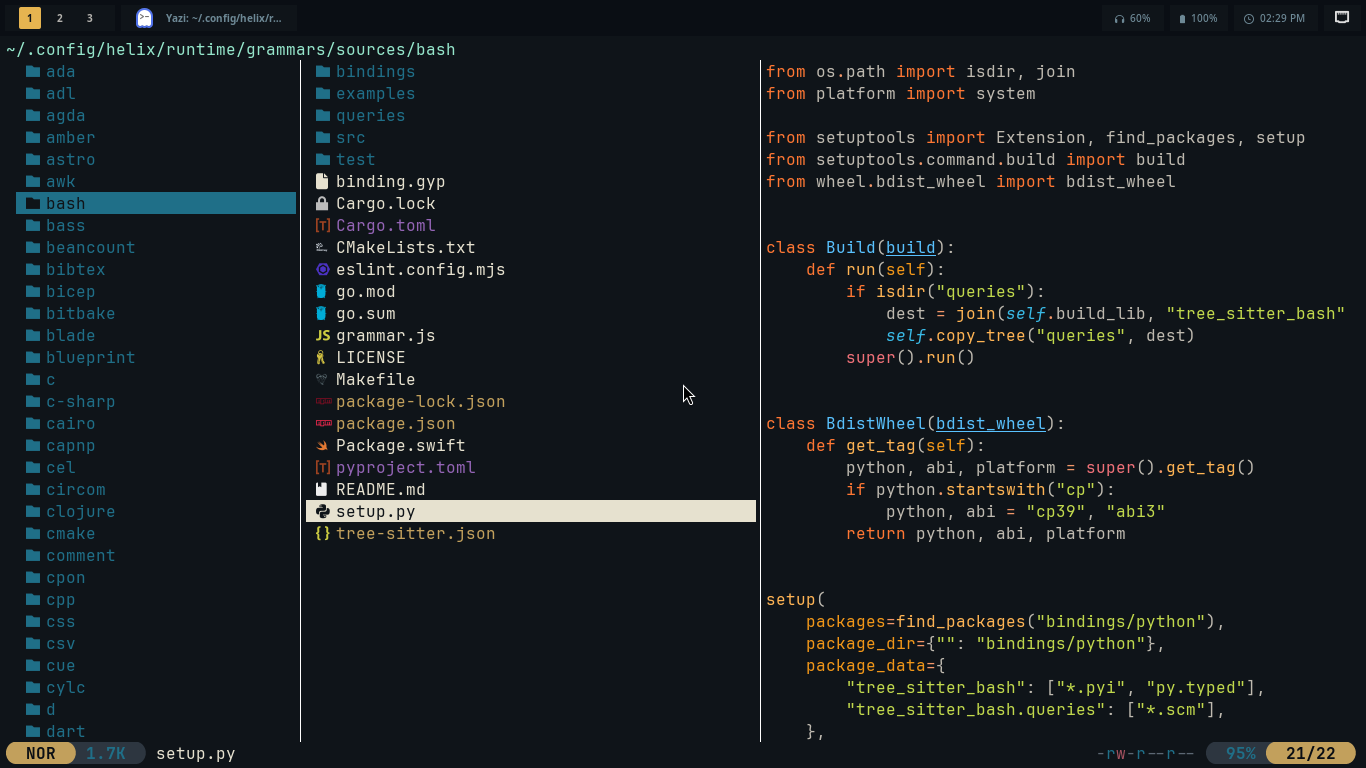 1 2 3 Yazi: ~/.config/helix/r... 60% 100% 02:29 PM
~/.config/helix/runtime/grammars/sources/bash
ada
adl
agda
amber
astro
awk
bash
bass
beancount
bibtex
bicep
bitbake
blade
blueprint
c
c-sharp
cairo
capnp
cel
circom
clojure
cmake
comment
cpon
cpp
css
csv
cue
cylc
d
dart
bindings
examples
queries
src
test
binding.gyp
Cargo.lock
[T] Cargo.toml
CMakeLists.txt
eslint.config.mjs
go.mod
go.sum
JS grammar.js
LICENSE
Makefile
package-lock.json
package.json
Package.swift
[T] pyproject.toml
README.md
setup.py
{} tree-sitter.json
from os.path import isdir, join
from platform import system
from setuptools import Extension, find_packages, setup
from setuptools.command.build import build
from wheel.bdist_wheel import bdist_wheel
class Build(build):
    def run(self):
        if isdir("queries"):
            dest = join(self.build_lib, "tree_sitter_bash"
            self.copy_tree("queries", dest)
        super().run()
class BdistWheel(bdist_wheel):
    def get_tag(self):
        python, abi, platform = super().get_tag()
        if python.startswith("cp"):
            python, abi = "cp39", "abi3"
        return python, abi, platform
setup(
    packages=find_packages("bindings/python"),
    package_dir={"": "bindings/python"},
    package_data={
        "tree_sitter_bash": ["*.pyi", "py.typed"],
        "tree_sitter_bash.queries": ["*.scm"],
    },
NOR 1.7K setup.py -rw-r--r-- 95% 21/22